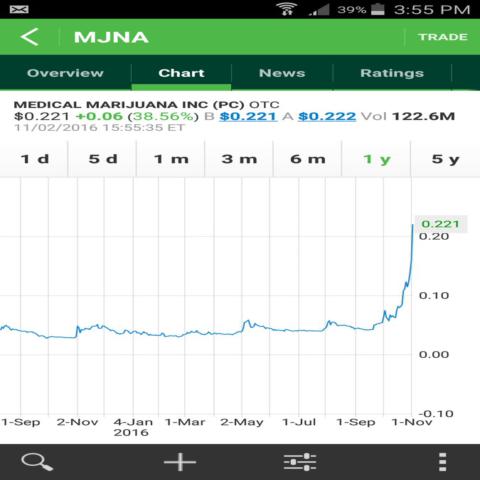 39% 3:55 PM
MJNA TRADE
Overview Chart News Ratings
MEDICAL MARIJUANA INC (PC) OTC
$0.221 +0.06 (38.56%) B $0.221 A $0.222 Vol 122.6M
11/02/2016 15:55:35 ET
1 d 5 d 1 m 3 m 6 m 1 y 5 y
0.221
0.20
0.10
0.00
-0.10
1-Sep 2-Nov 4-Jan 1-Mar 2-May 1-Jul 1-Sep 1-Nov
2016